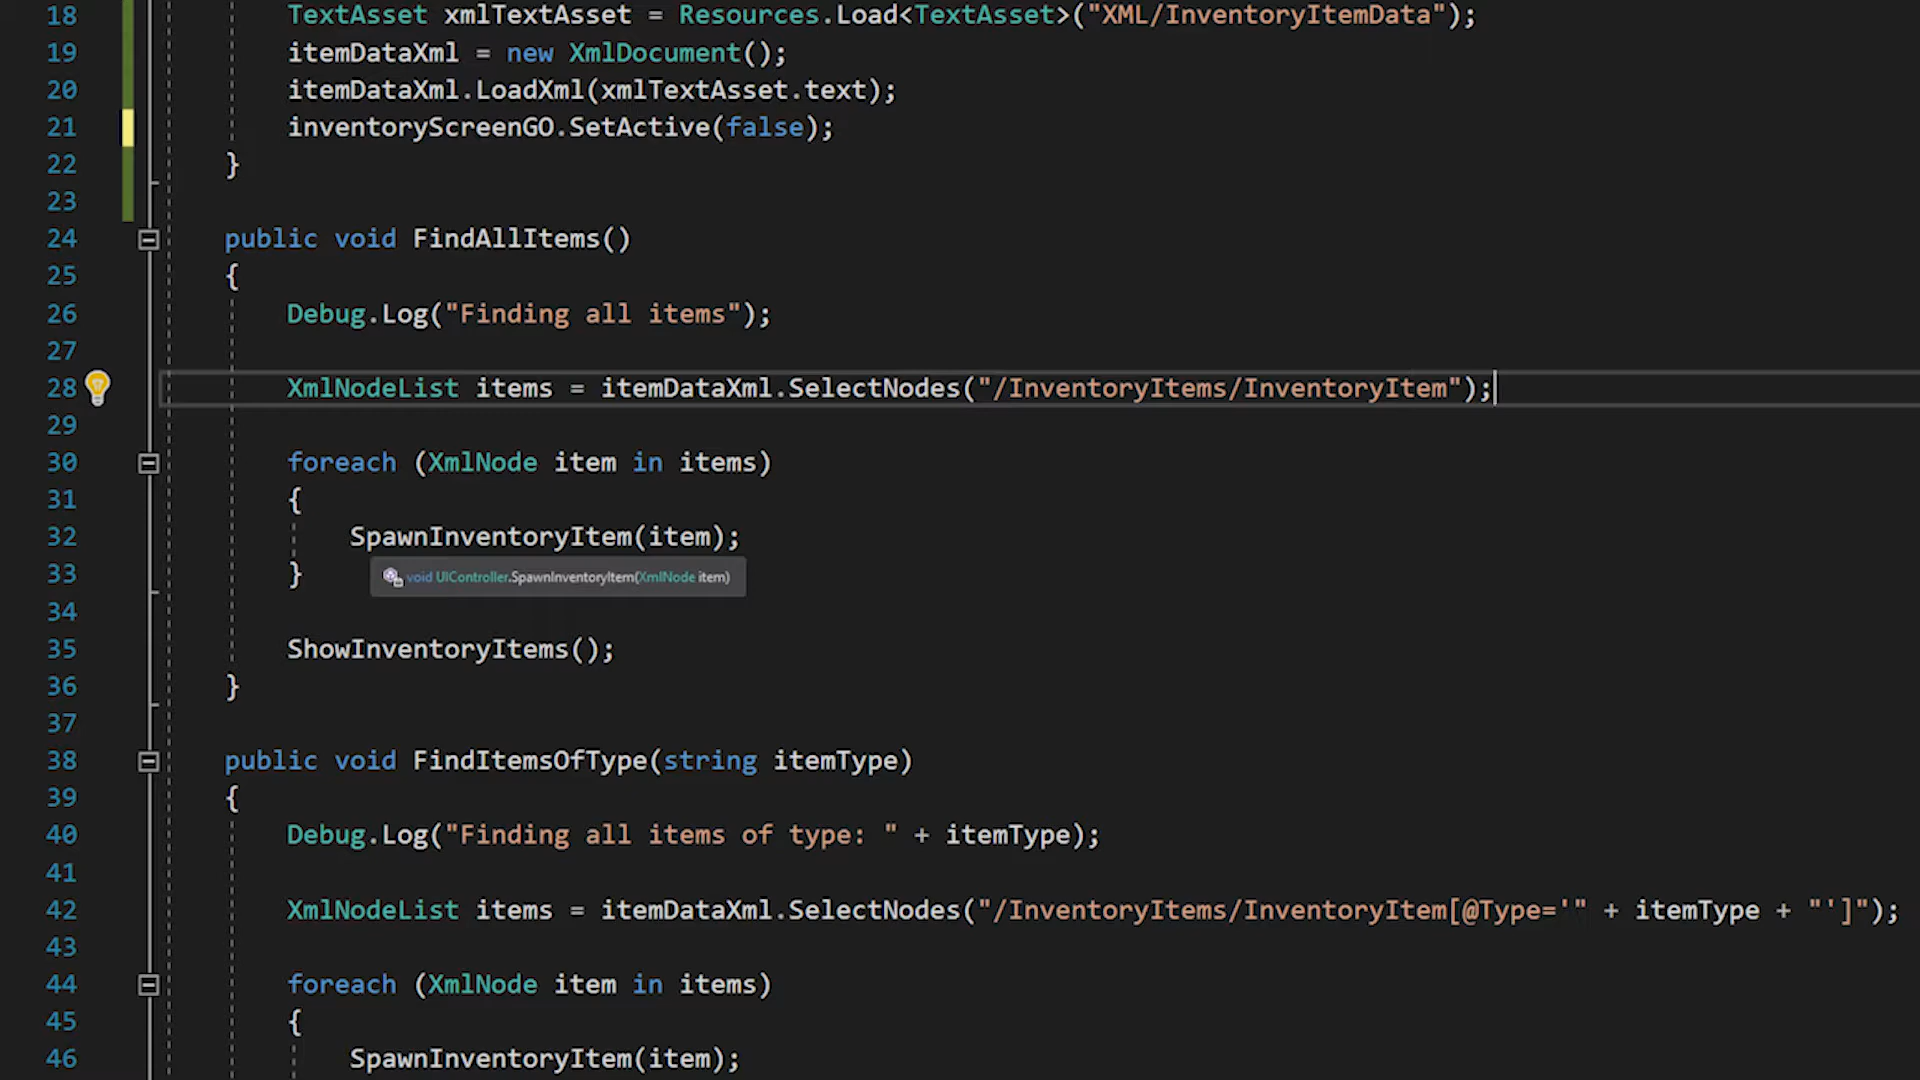 18 TextAsset xmlTextAsset = Resources.Load<TextAsset>("XML/InventoryItemData");
19 itemDataXml = new XmlDocument();
20 itemDataXml.LoadXml(xmlTextAsset.text);
21 inventoryScreenGO.SetActive(false);
22 }
23
24 public void FindAllItems()
25 {
26 Debug.Log("Finding all items");
27
28 XmlNodeList items = itemDataXml.SelectNodes("/InventoryItems/InventoryItem");
29
30 foreach (XmlNode item in items)
31 {
32 SpawnInventoryItem(item);
33 } void UIController.SpawnInventoryItem(XmlNode item)
34
35 ShowInventoryItems();
36 }
37
38 public void FindItemsOfType(string itemType)
39 {
40 Debug.Log("Finding all items of type: " + itemType);
41
42 XmlNodeList items = itemDataXml.SelectNodes("/InventoryItems/InventoryItem[@Type='" + itemType + "']");
43
44 foreach (XmlNode item in items)
45 {
46 SpawnInventoryItem(item);